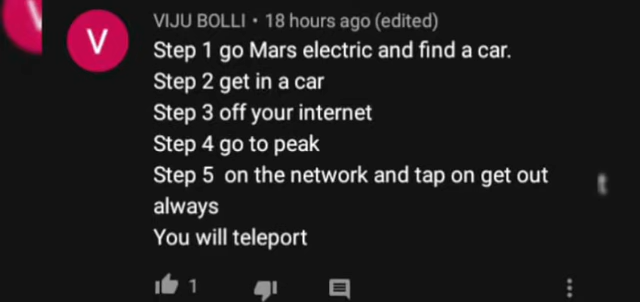 V
VIJU BOLLI • 18 hours ago (edited)
Step 1 go Mars electric and find a car.
Step 2 get in a car
Step 3 off your internet
Step 4 go to peak
Step 5  on the network and tap on get out
always
You will teleport
1
t